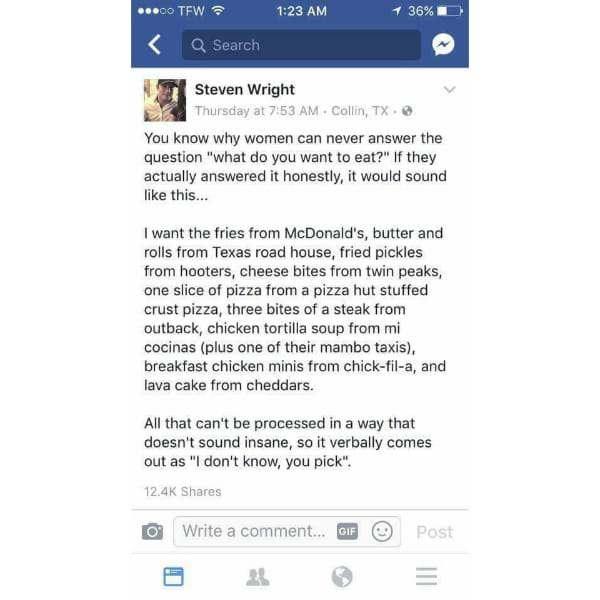 TFW 1:23 AM 36%
Search
Steven Wright
Thursday at 7:53 AM · Collin, TX ·
You know why women can never answer the
question "what do you want to eat?" If they
actually answered it honestly, it would sound
like this...
I want the fries from McDonald's, butter and
rolls from Texas road house, fried pickles
from hooters, cheese bites from twin peaks,
one slice of pizza from a pizza hut stuffed
crust pizza, three bites of a steak from
outback, chicken tortilla soup from mi
cocinas (plus one of their mambo taxis),
breakfast chicken minis from chick-fil-a, and
lava cake from cheddars.
All that can't be processed in a way that
doesn't sound insane, so it verbally comes
out as "I don't know, you pick".
12.4K Shares
Write a comment... GIF Post